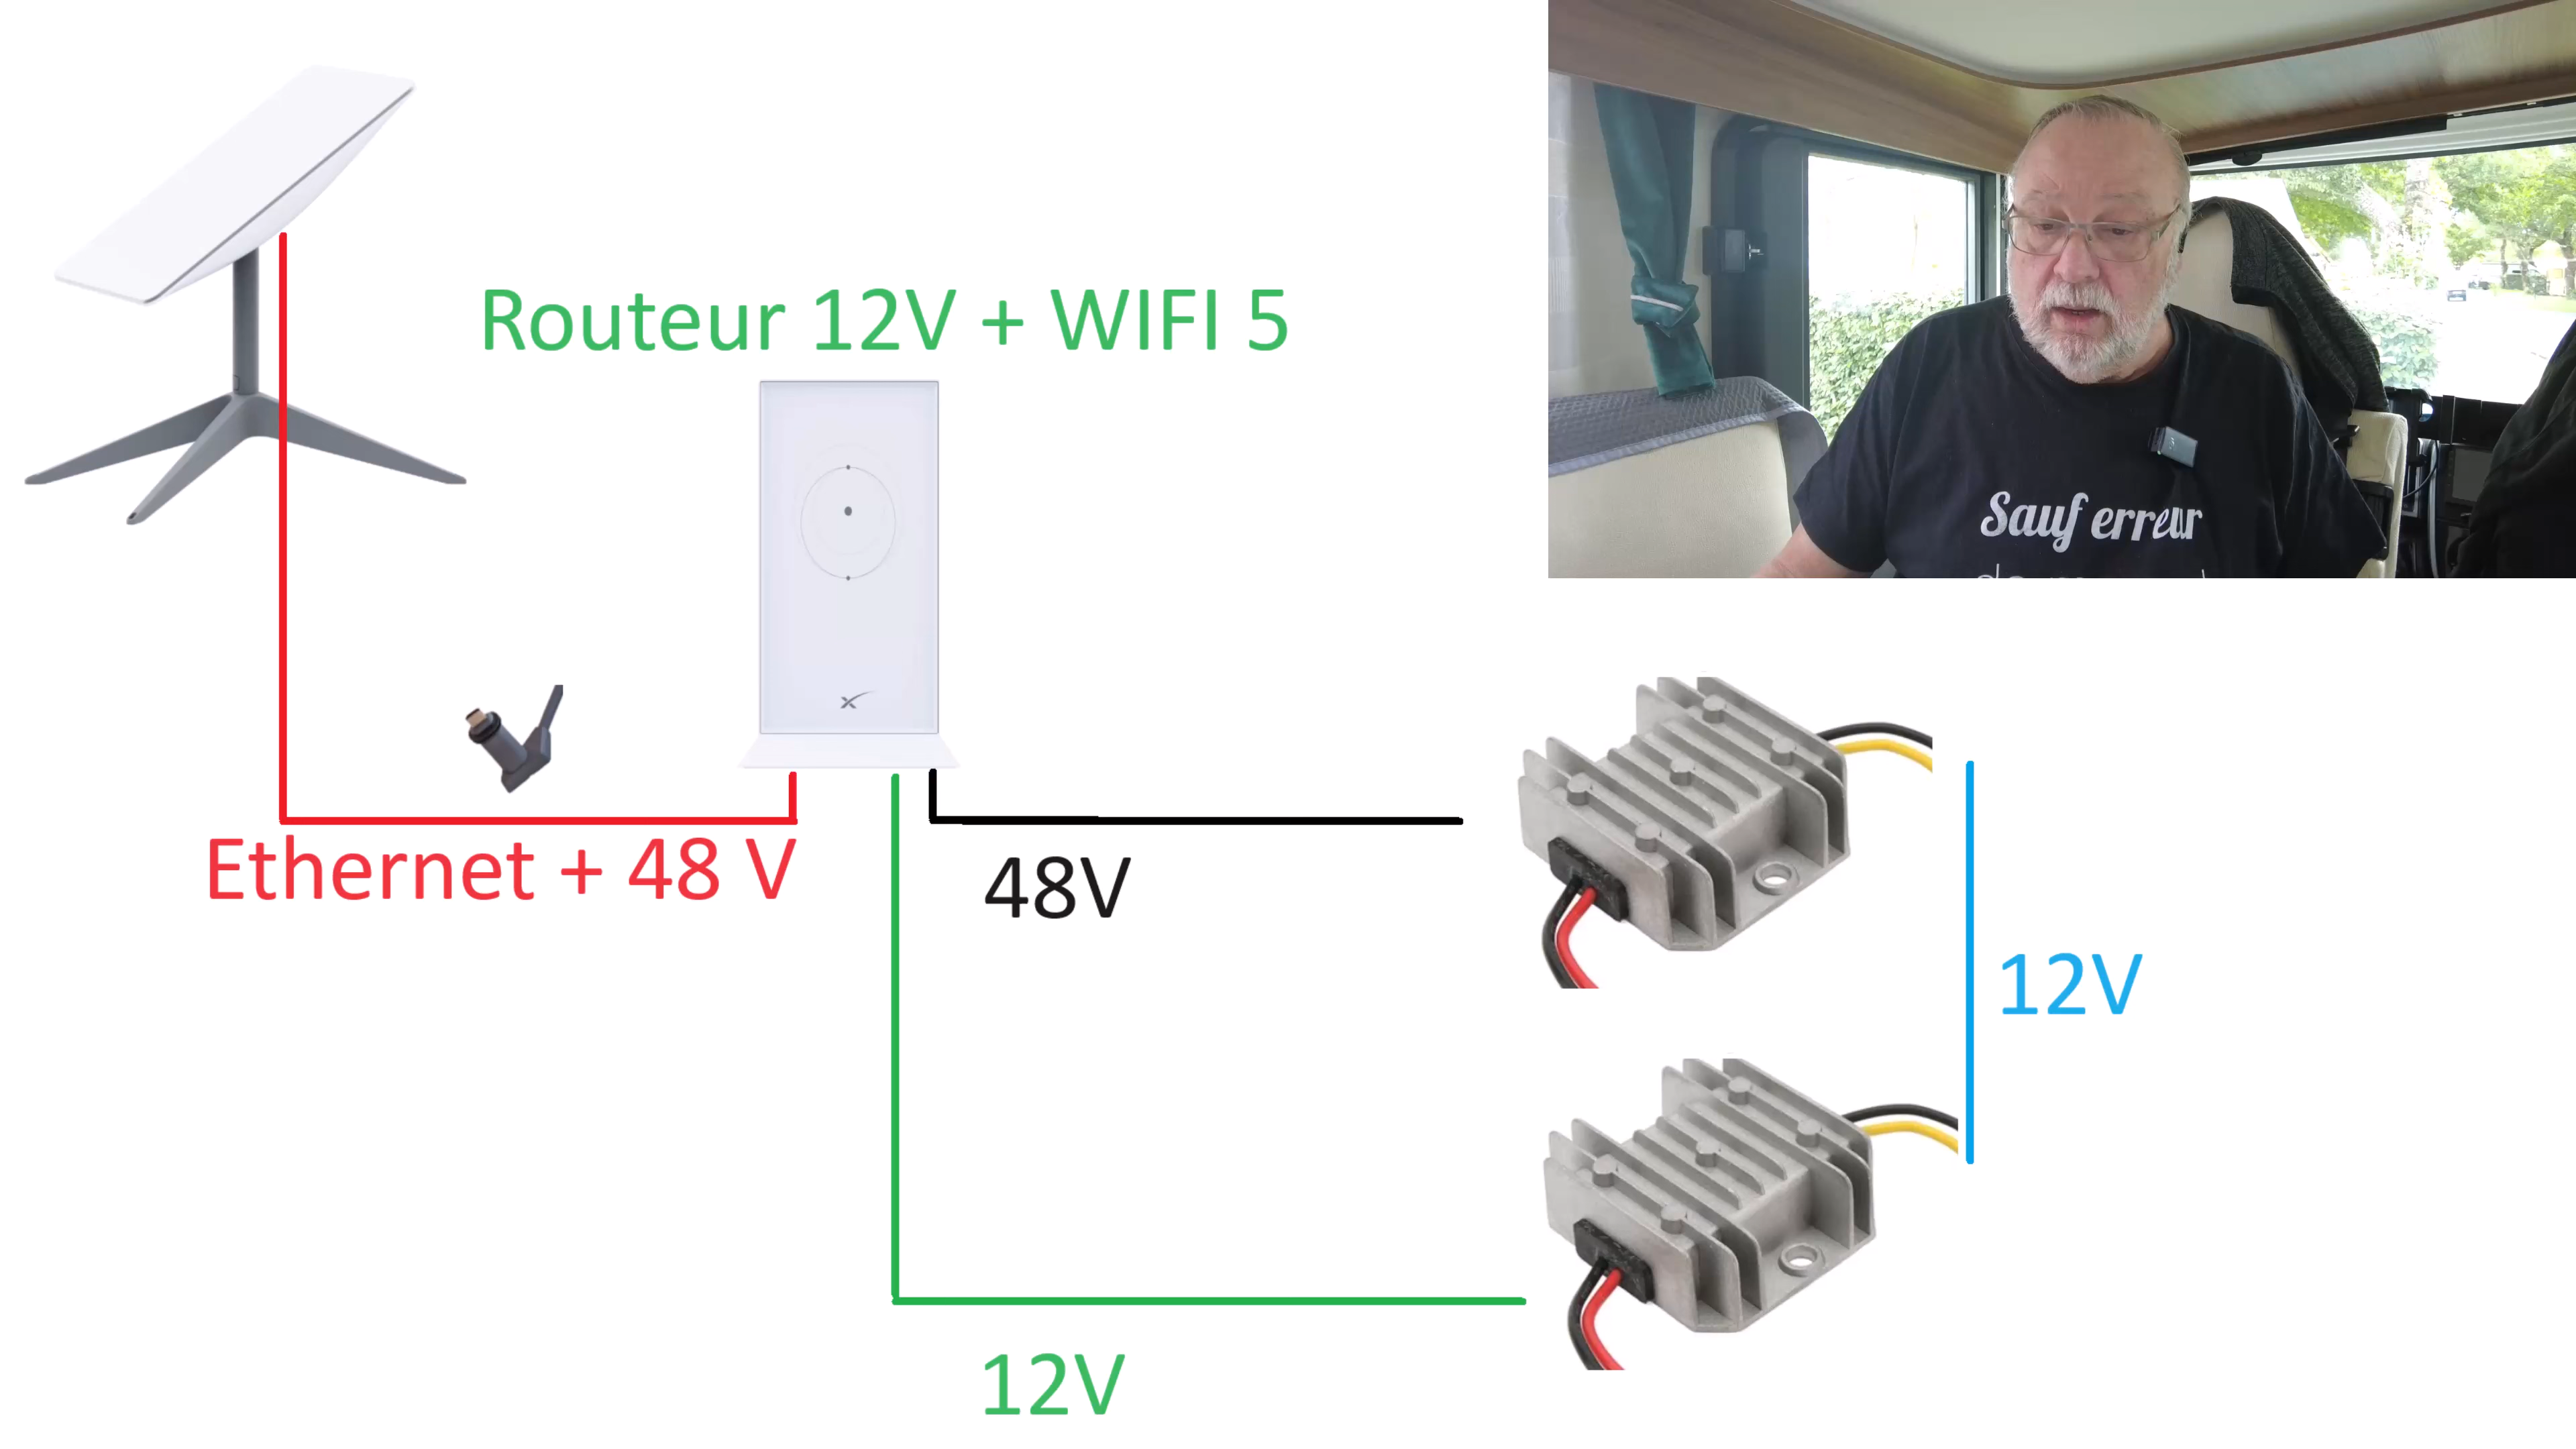 Routeur 12V + WIFI 5
Sauf erreur
Ethernet + 48 V
48V
12V
12V